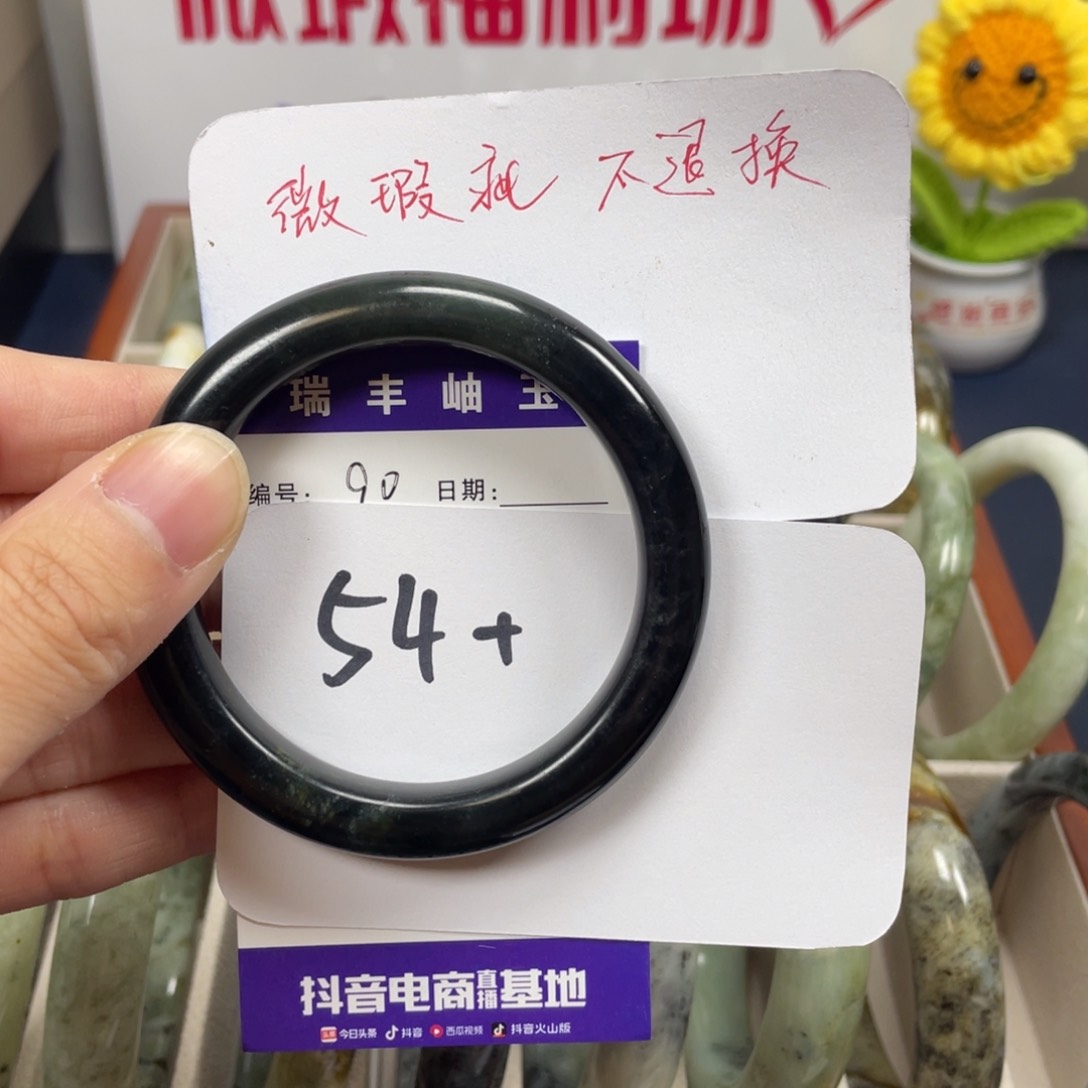 微瑕疵 不退换
瑞丰岫玉
编号: 90 日期:
54+
抖音电商直播基地
今日头条 抖音 西瓜视频 抖音火山版